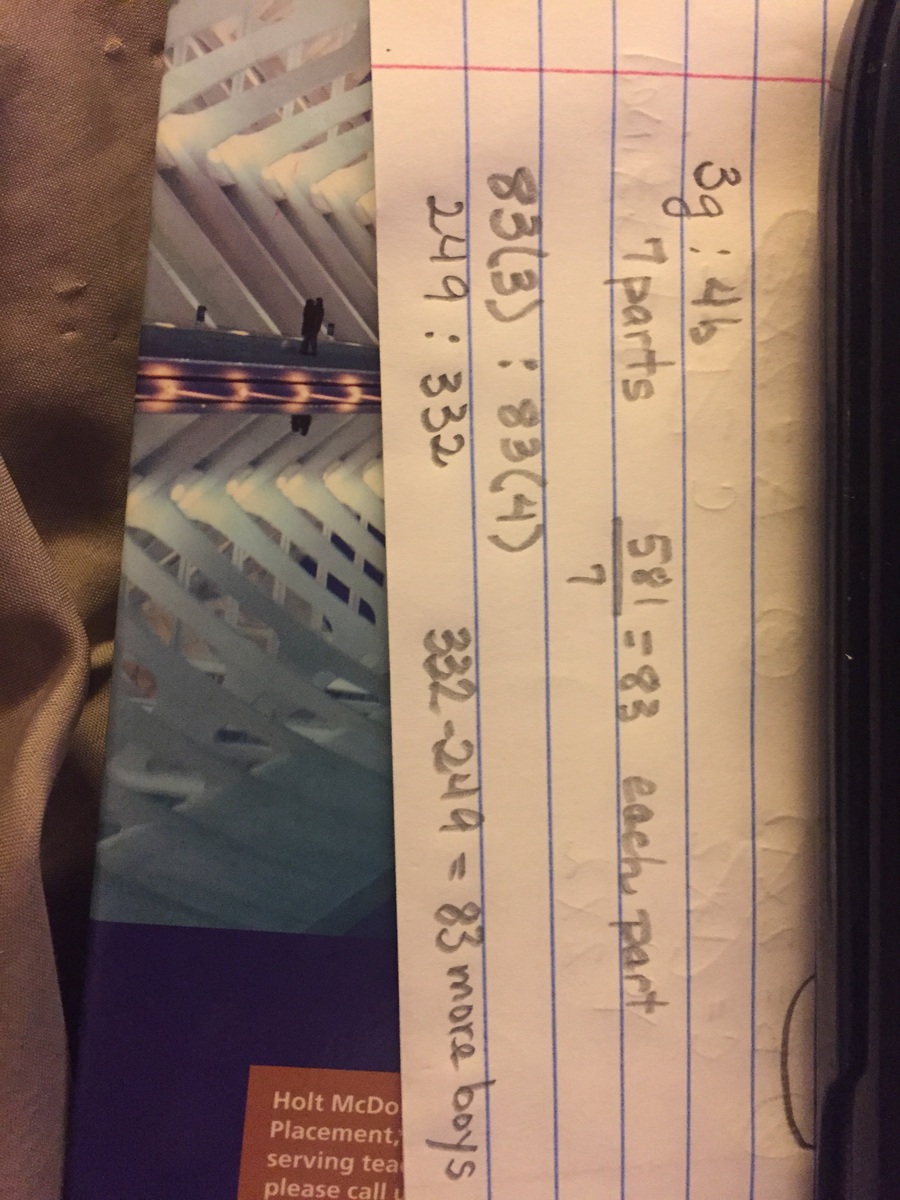 3g : 4b
7 parts
581/7 = 83 each part
83(3) : 83(4)
249 : 332
332-249 = 83 more boys
Holt McDo
Placement,
serving tea
please call